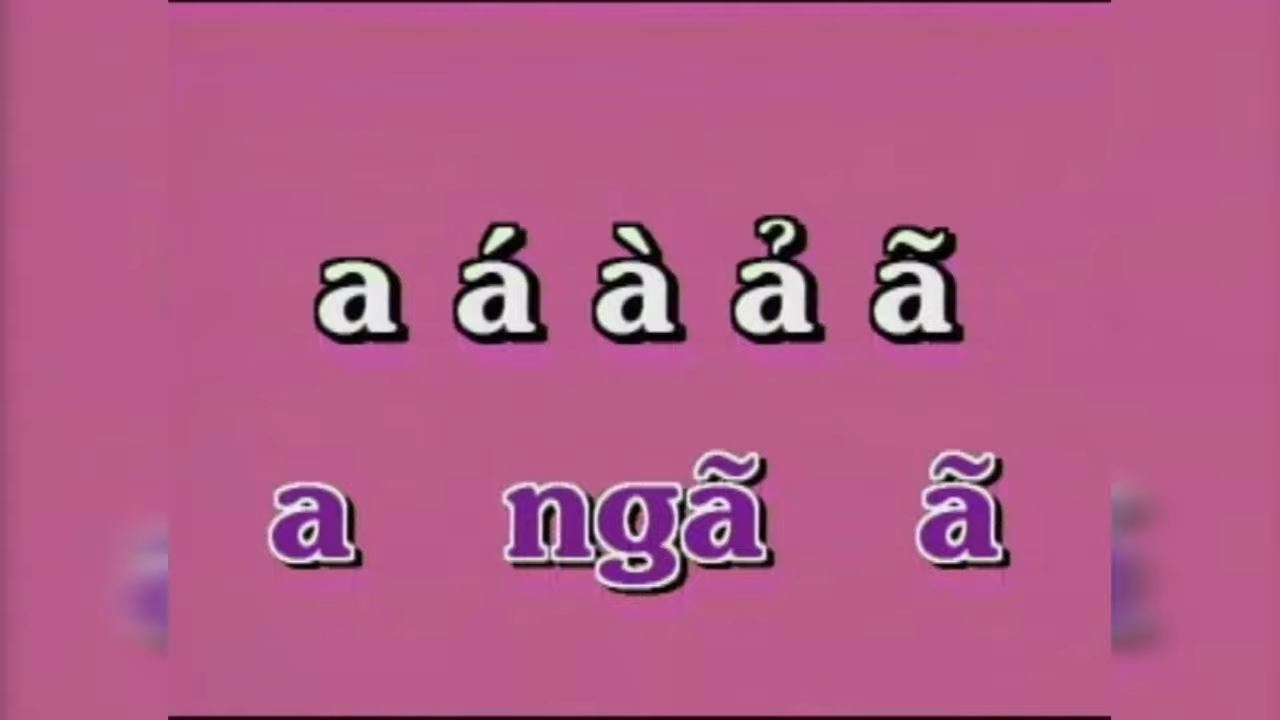 a á à ả ã
a ngã ã